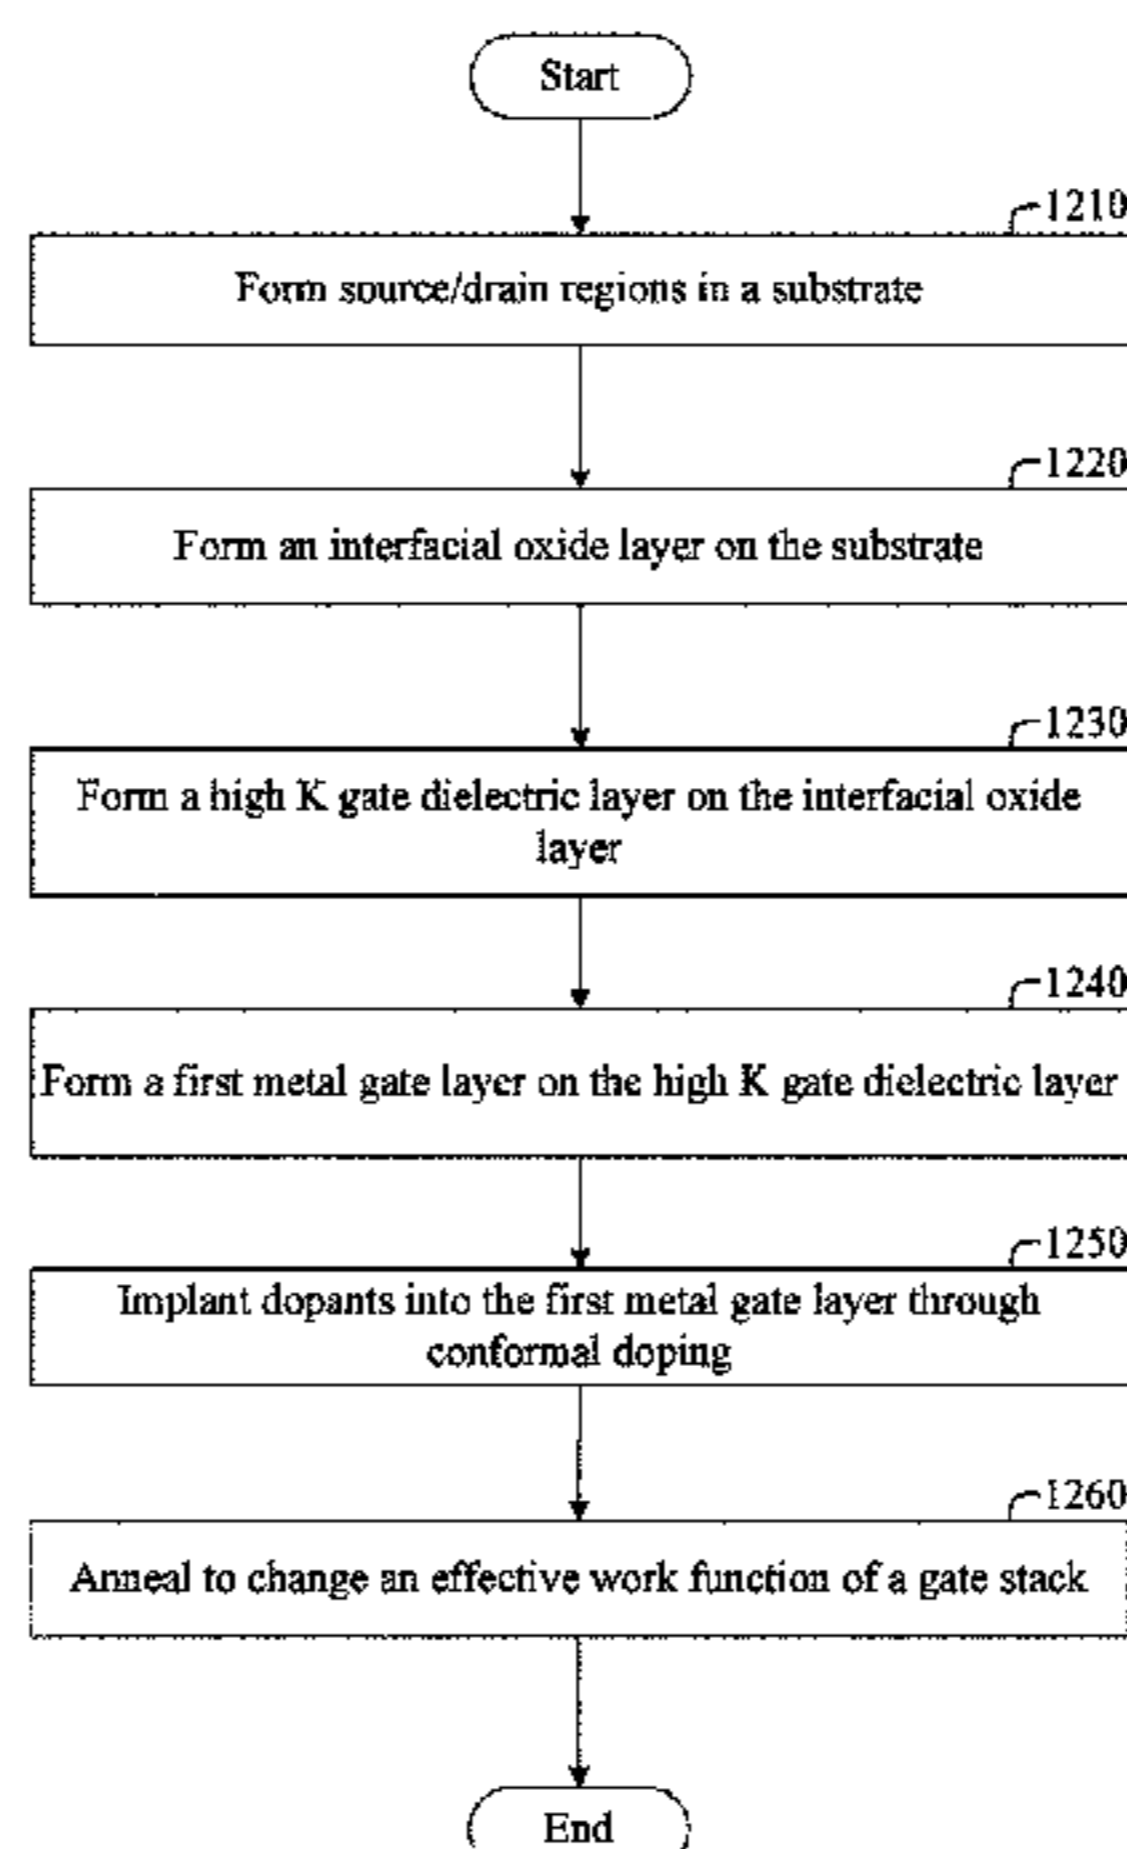 Start
1210
Form source/drain regions in a substrate
1220
Form an interfacial oxide layer on the substrate
1230
Form a high K gate dielectric layer on the interfacial oxide
layer
1240
Form a first metal gate layer on the high K gate dielectric layer
1250
Implant dopants into the first metal gate layer through
conformal doping
1260
Anneal to change an effective work function of a gate stack
End